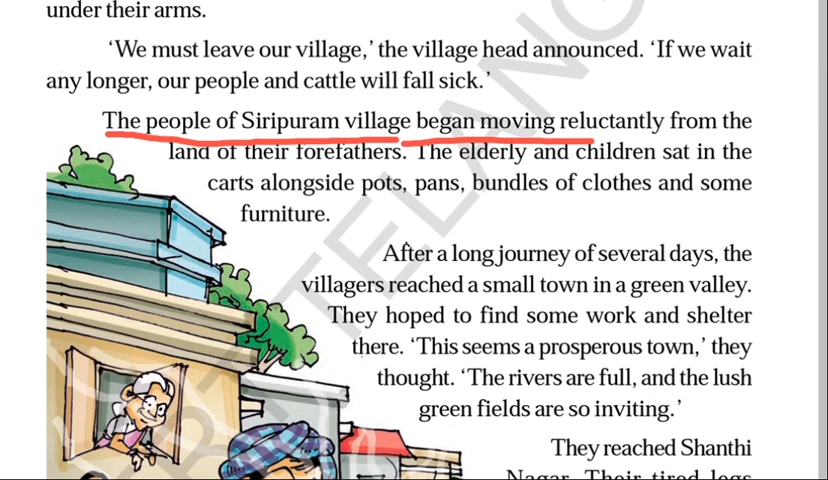 under their arms.
‘We must leave our village,’ the village head announced. ‘If we wait
any longer, our people and cattle will fall sick.’
The people of Siripuram village began moving reluctantly from the
land of their forefathers. The elderly and children sat in the
carts alongside pots, pans, bundles of clothes and some
furniture.
After a long journey of several days, the
villagers reached a small town in a green valley.
They hoped to find some work and shelter
there. ‘This seems a prosperous town,’ they
thought. ‘The rivers are full, and the lush
green fields are so inviting.’
They reached Shanthi
Nagar. Their tired legs